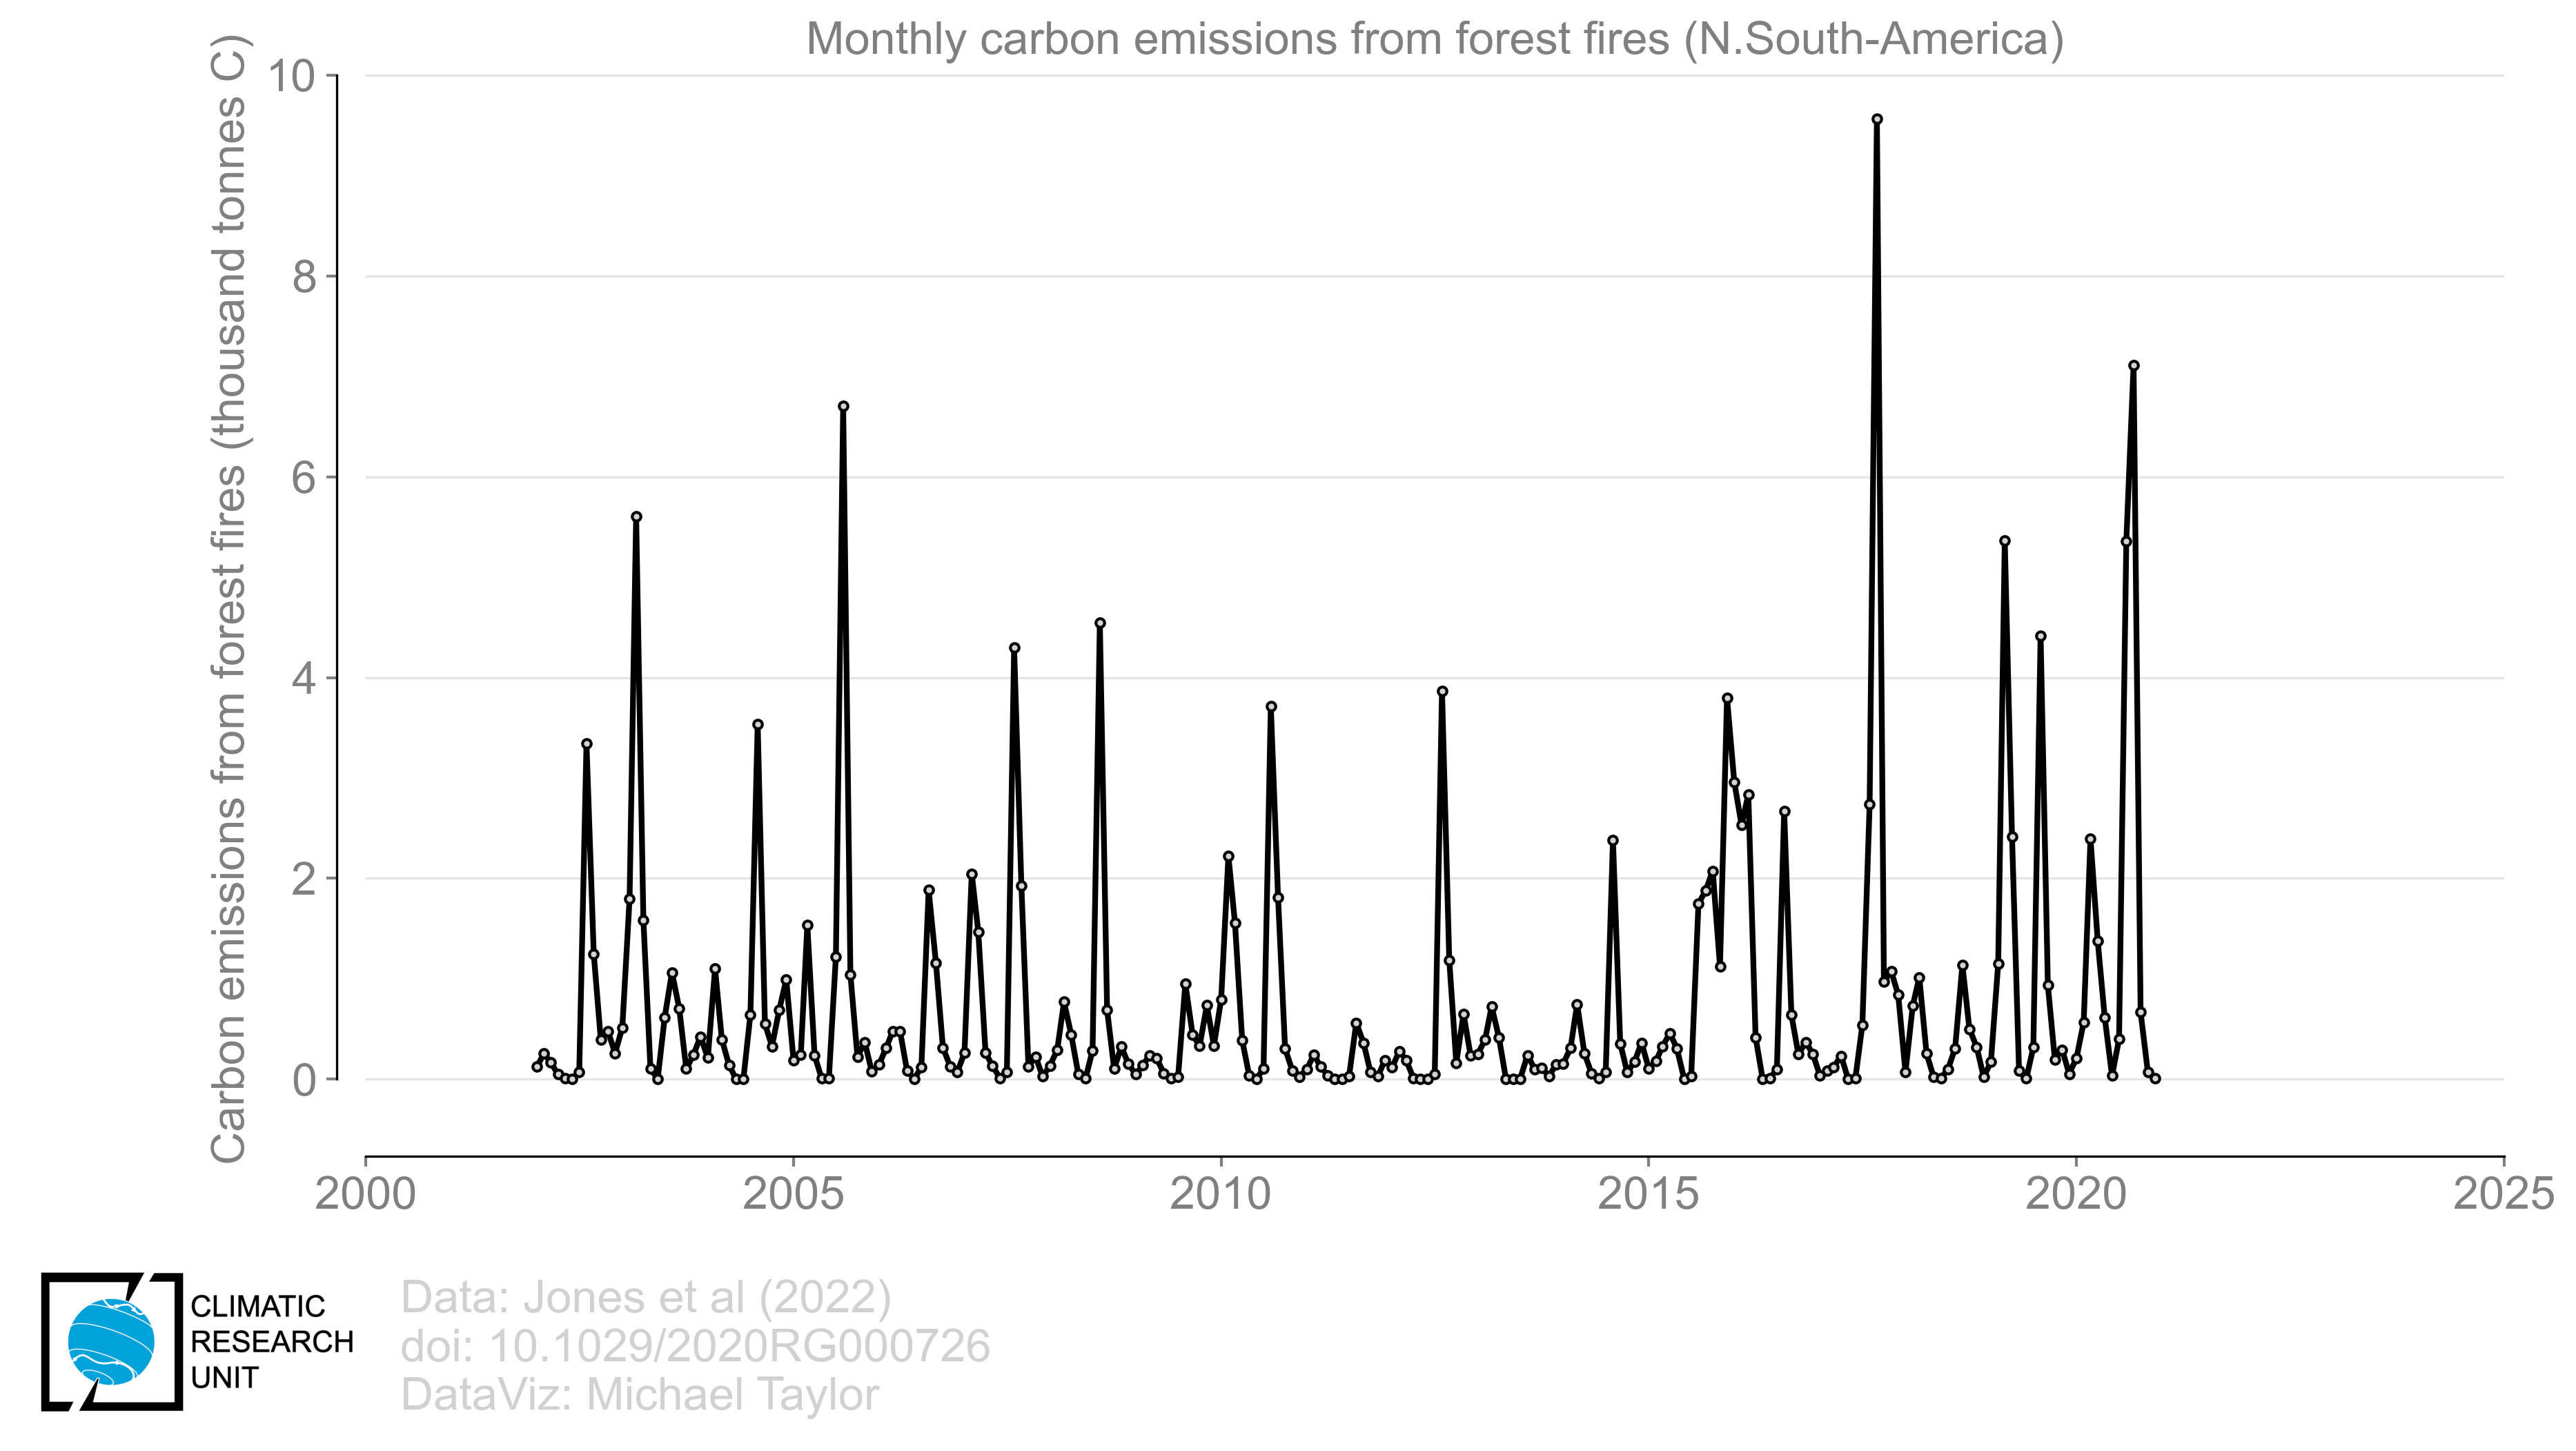 Monthly carbon emissions from forest fires (N.South-America)
Carbon emissions from forest fires (thousand tonnes C)
10
8
6
4
2
0
2000 2005 2010 2015 2020 2025
CLIMATIC
RESEARCH
UNIT
Data: Jones et al (2022)
doi: 10.1029/2020RG000726
DataViz: Michael Taylor